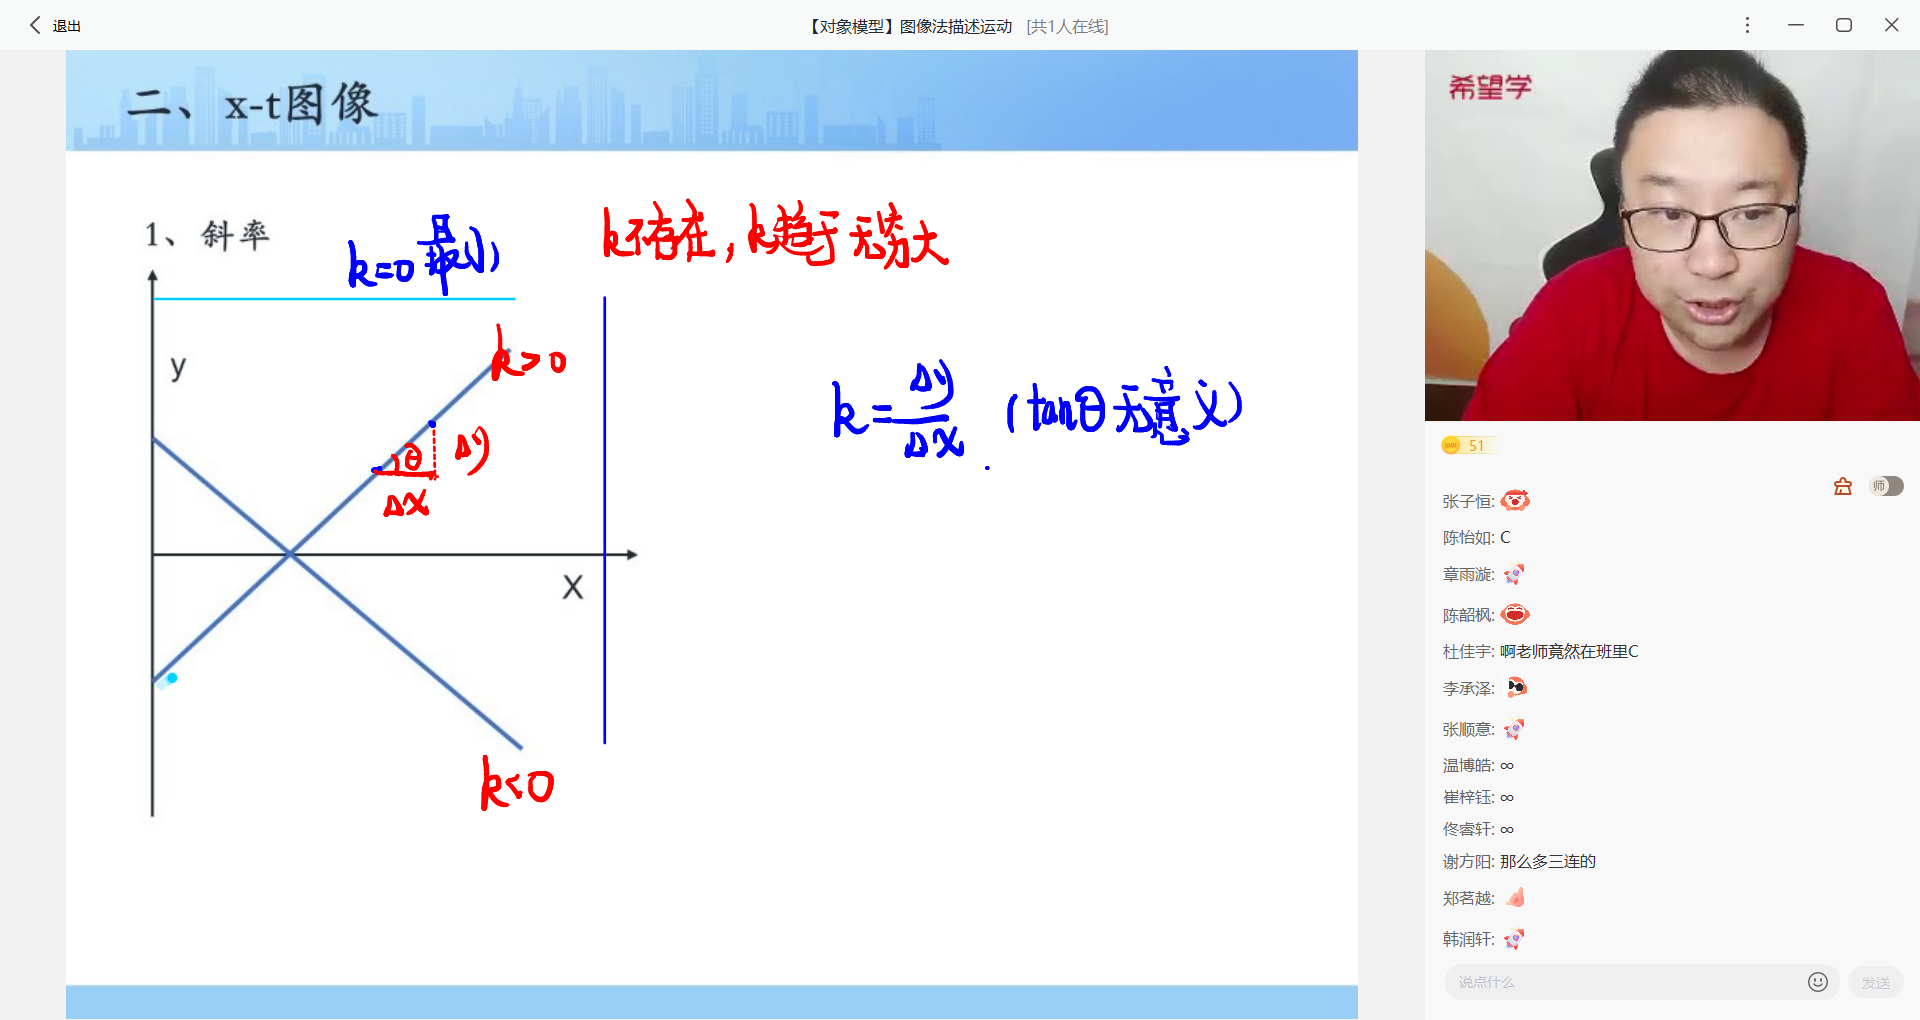 退出
【对象模型】图像法描述运动 [共1人在线]
二、x-t图像
希望学
1、斜率
k=0 最小
k不存在,k趋于无穷大
y
k>0
k=Δy/Δx (tanθ无意义)
θ
Δy
Δx
X
k<0
51
师
张子恒:
陈怡如: C
章雨漩:
陈韶枫:
杜佳宇: 啊老师竟然在班里C
李承泽:
张顺意:
温博皓: ∞
崔梓钰: ∞
佟睿轩: ∞
谢方阳: 那么多三连的
郑茗越:
韩润轩:
说点什么
发送